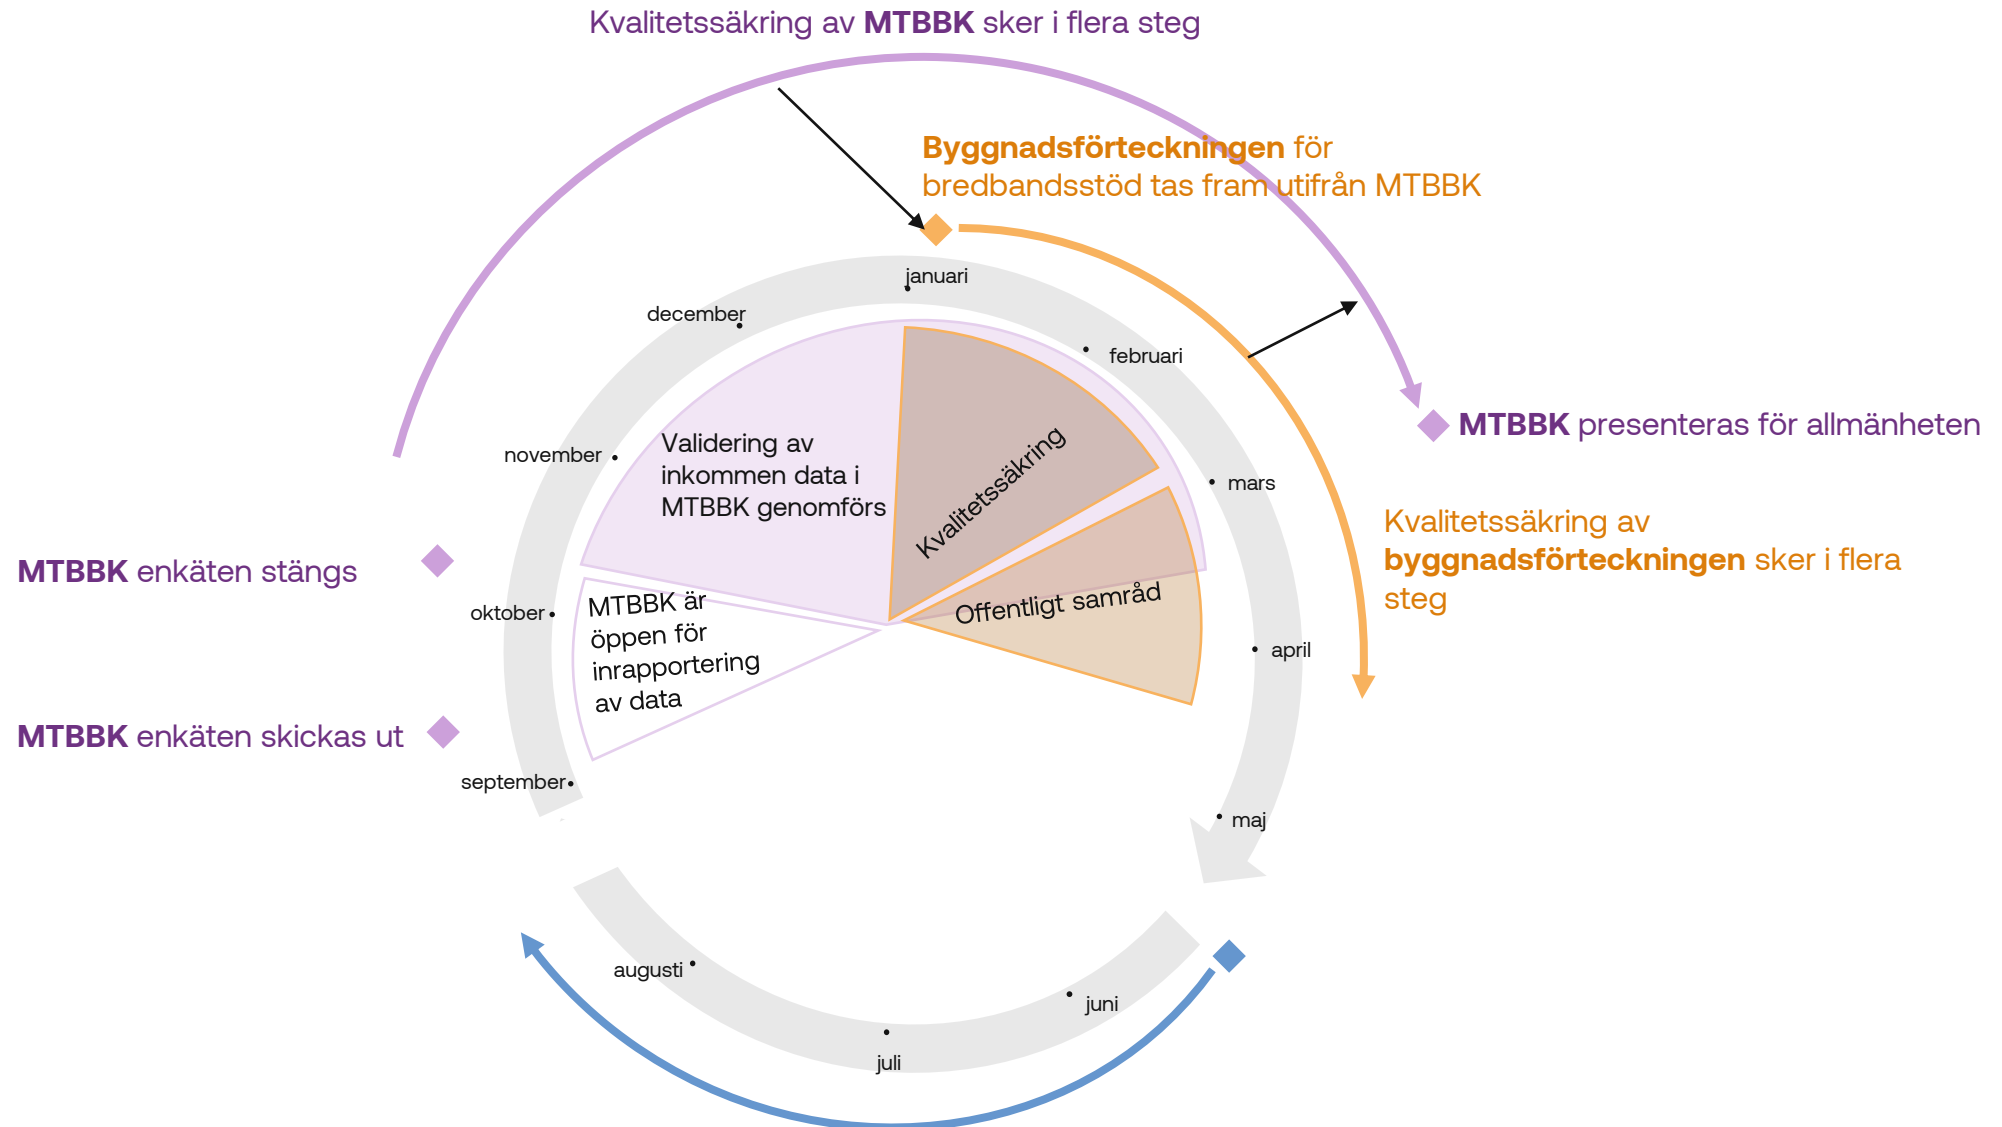 Kvalitetssäkring av MTBBK sker i flera steg
Byggnadsförteckningen för
bredbandsstöd tas fram utifrån MTBBK
januari
december
februari
november
Validering av
inkommen data i
MTBBK genomförs
Kvalitetssäkring
MTBBK presenteras för allmänheten
mars
Kvalitetssäkring av
byggnadsförteckningen sker i flera
steg
MTBBK enkäten stängs
oktober
MTBBK är
öppen för
inrapportering
av data
Offentligt samråd
april
MTBBK enkäten skickas ut
september
maj
augusti
juni
juli